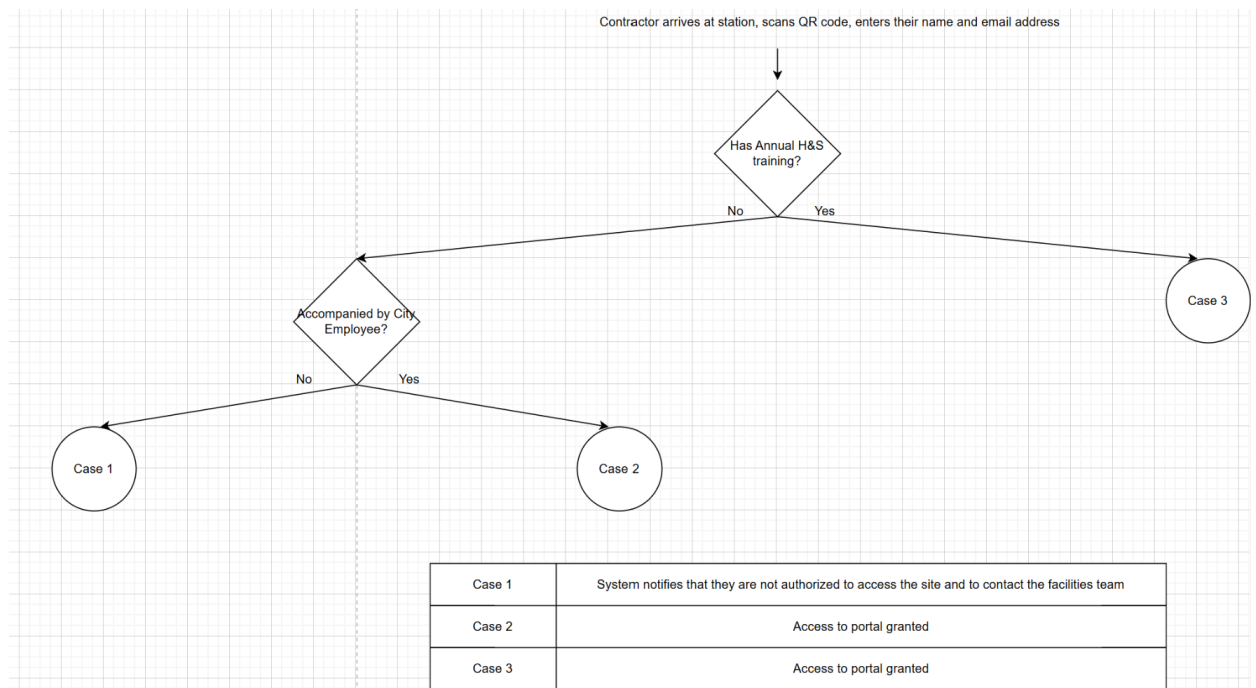 Contractor arrives at station, scans QR code, enters their name and email address
Has Annual H&S
training?
No
Yes
Accompanied by City
Employee?
Case 3
No
Yes
Case 1
Case 2
Case 1
System notifies that they are not authorized to access the site and to contact the facilities team
Case 2
Access to portal granted
Case 3
Access to portal granted